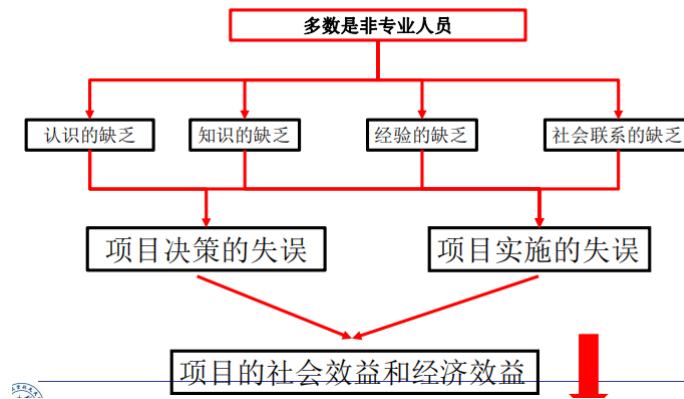 多数是非专业人员
认识的缺乏
知识的缺乏
经验的缺乏
社会联系的缺乏
项目决策的失误
项目实施的失误
项目的社会效益和经济效益